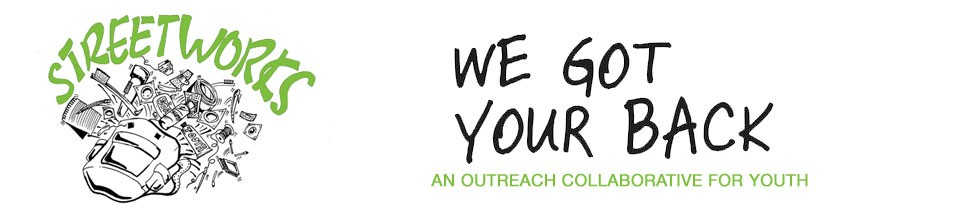 STREETWORKS
WE GOT
YOUR BACK
AN OUTREACH COLLABORATIVE FOR YOUTH